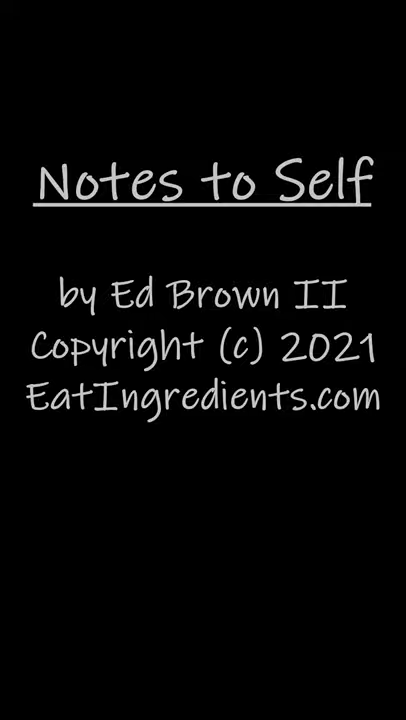 Notes to Self
by Ed Brown II
Copyright (c) 2021
EatIngredients.com